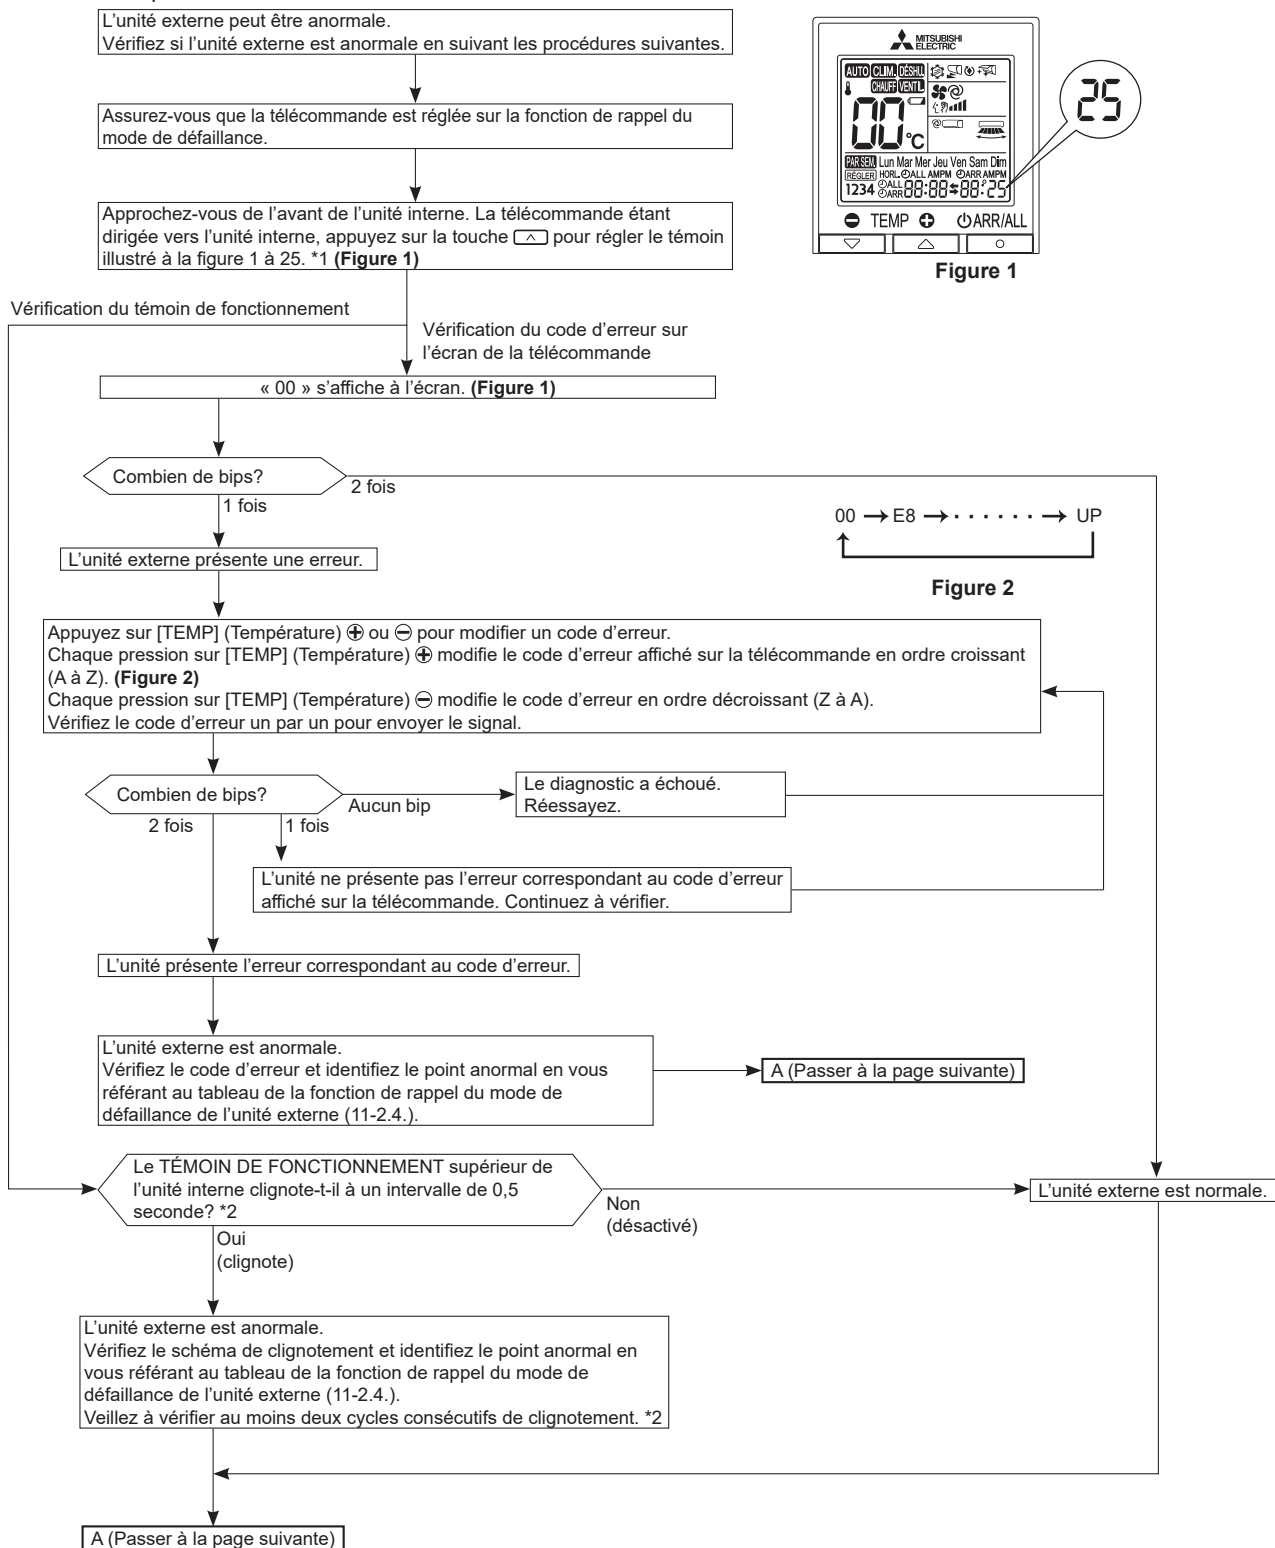 L'unité externe peut être anormale.
Vérifiez si l'unité externe est anormale en suivant les procédures suivantes.
Assurez-vous que la télécommande est réglée sur la fonction de rappel du
mode de défaillance.
Approchez-vous de l'avant de l'unité interne. La télécommande étant
dirigée vers l'unité interne, appuyez sur la touche pour régler le témoin
illustré à la figure 1 à 25. *1 (Figure 1)
MITSUBISHI
ELECTRIC
AUTO CLIM. DÉSHU.
CHAUFF VENTIL.
00 °C
PAR SEM. Lun Mar Mer Jeu Ven Sam Dim
RÉGLER HORL. ALL AMPM ARR AMPM
1234 ALL ARR 88:88 88:25
TEMP ARR/ALL
25
Figure 1
Vérification du témoin de fonctionnement
Vérification du code d'erreur sur
l'écran de la télécommande
« 00 » s'affiche à l'écran. (Figure 1)
Combien de bips?
2 fois
1 fois
L'unité externe présente une erreur.
00 → E8 → · · · · · · → UP
Figure 2
Appuyez sur [TEMP] (Température) ⊕ ou ⊖ pour modifier un code d'erreur.
Chaque pression sur [TEMP] (Température) ⊕ modifie le code d'erreur affiché sur la télécommande en ordre croissant
(A à Z). (Figure 2)
Chaque pression sur [TEMP] (Température) ⊖ modifie le code d'erreur en ordre décroissant (Z à A).
Vérifiez le code d'erreur un par un pour envoyer le signal.
Combien de bips?
Aucun bip
Le diagnostic a échoué.
Réessayez.
2 fois
1 fois
L'unité ne présente pas l'erreur correspondant au code d'erreur
affiché sur la télécommande. Continuez à vérifier.
L'unité présente l'erreur correspondant au code d'erreur.
L'unité externe est anormale.
Vérifiez le code d'erreur et identifiez le point anormal en vous
référant au tableau de la fonction de rappel du mode de
défaillance de l'unité externe (11-2.4.).
A (Passer à la page suivante)
Le TÉMOIN DE FONCTIONNEMENT supérieur de
l'unité interne clignote-t-il à un intervalle de 0,5
seconde? *2
Non
(désactivé)
L'unité externe est normale.
Oui
(clignote)
L'unité externe est anormale.
Vérifiez le schéma de clignotement et identifiez le point anormal en
vous référant au tableau de la fonction de rappel du mode de
défaillance de l'unité externe (11-2.4.).
Veillez à vérifier au moins deux cycles consécutifs de clignotement. *2
A (Passer à la page suivante)